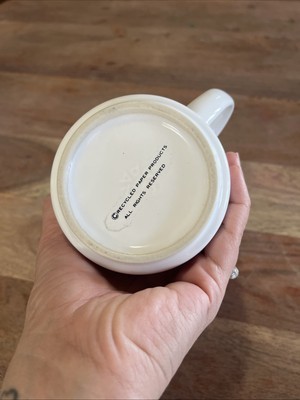 ©RECYCLED PAPER PRODUCTS
ALL RIGHTS RESERVED